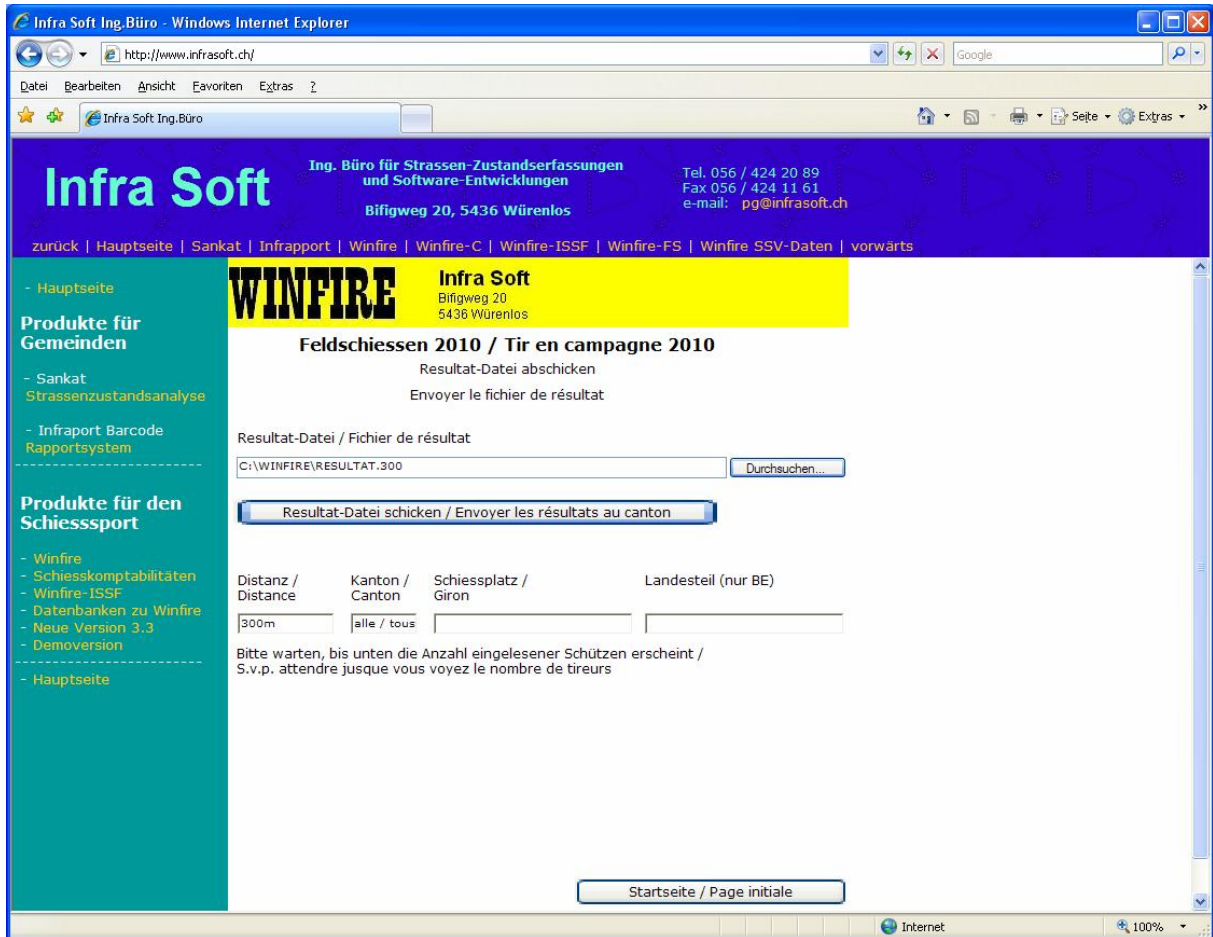 Infra Soft Ing.Büro - Windows Internet Explorer
http://www.infrasoft.ch/
Google
Datei Bearbeiten Ansicht Favoriten Extras ?
Infra Soft Ing.Büro
Seite Extras »
Infra Soft
Ing. Büro für Strassen-Zustandserfassungen
und Software-Entwicklungen
Bifigweg 20, 5436 Würenlos
Tel. 056 / 424 20 89
Fax 056 / 424 11 61
e-mail: pg@infrasoft.ch
zurück | Hauptseite | Sankat | Infrapport | Winfire | Winfire-C | Winfire-ISSF | Winfire-FS | Winfire SSV-Daten | vorwärts
- Hauptseite
Produkte für
Gemeinden
- Sankat
Strassenzustandsanalyse
- Infraport Barcode
Rapportsystem
Produkte für den
Schiesssport
- Winfire
- Schiesskomptabilitäten
- Winfire-ISSF
- Datenbanken zu Winfire
- Neue Version 3.3
- Demoversion
- Hauptseite
WINFIRE
Infra Soft
Bifigweg 20
5436 Würenlos
Feldschiessen 2010 / Tir en campagne 2010
Resultat-Datei abschicken
Envoyer le fichier de résultat
Resultat-Datei / Fichier de résultat
C:\WINFIRE\RESULTAT.300
Durchsuchen...
Resultat-Datei schicken / Envoyer les résultats au canton
Distanz /
Distance
Kanton /
Canton
Schiessplatz /
Giron
Landesteil (nur BE)
300m
alle / tous
Bitte warten, bis unten die Anzahl eingelesener Schützen erscheint /
S.v.p. attendre jusque vous voyez le nombre de tireurs
Startseite / Page initiale
Internet
100%